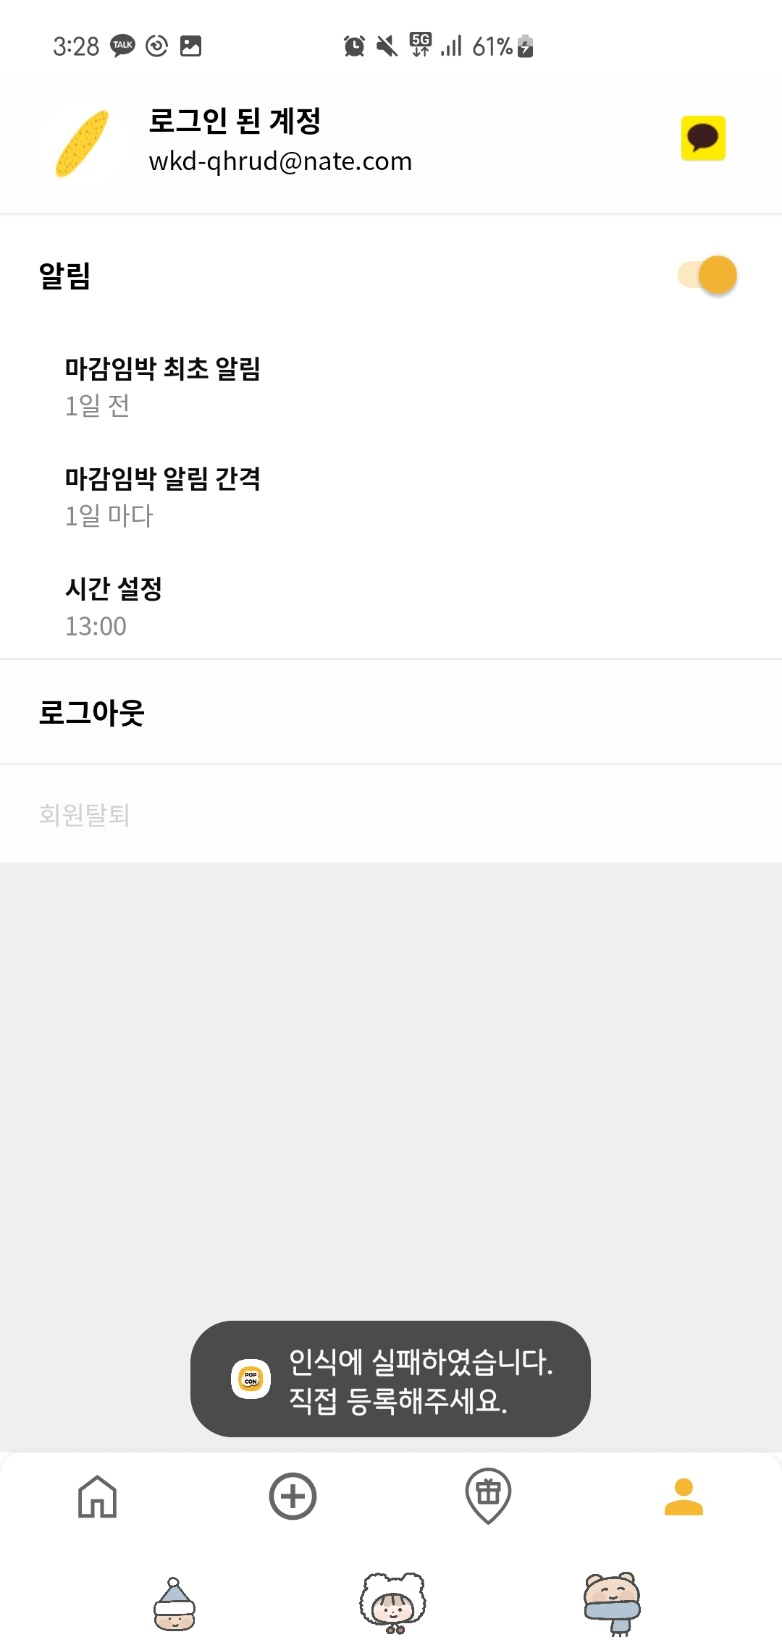 3:28 TALK 5G 61%
로그인 된 계정
wkd-qhrud@nate.com
알림
마감임박 최초 알림
1일 전
마감임박 알림 간격
1일 마다
시간 설정
13:00
로그아웃
회원탈퇴
POP
CON
인식에 실패하였습니다.
직접 등록해주세요.